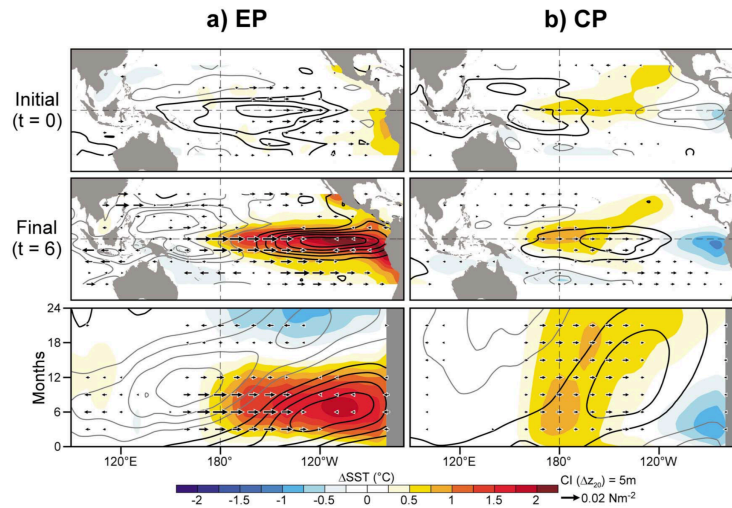 a) EP
b) CP
Initial
(t = 0)
Final
(t = 6)
Months
24
18
12
6
0
120°E
180°
120°W
120°E
180°
120°W
ΔSST (°C)
-2
-1.5
-1
-0.5
0
0.5
1
1.5
2
CI (Δz₂₀) = 5m
0.02 Nm⁻²